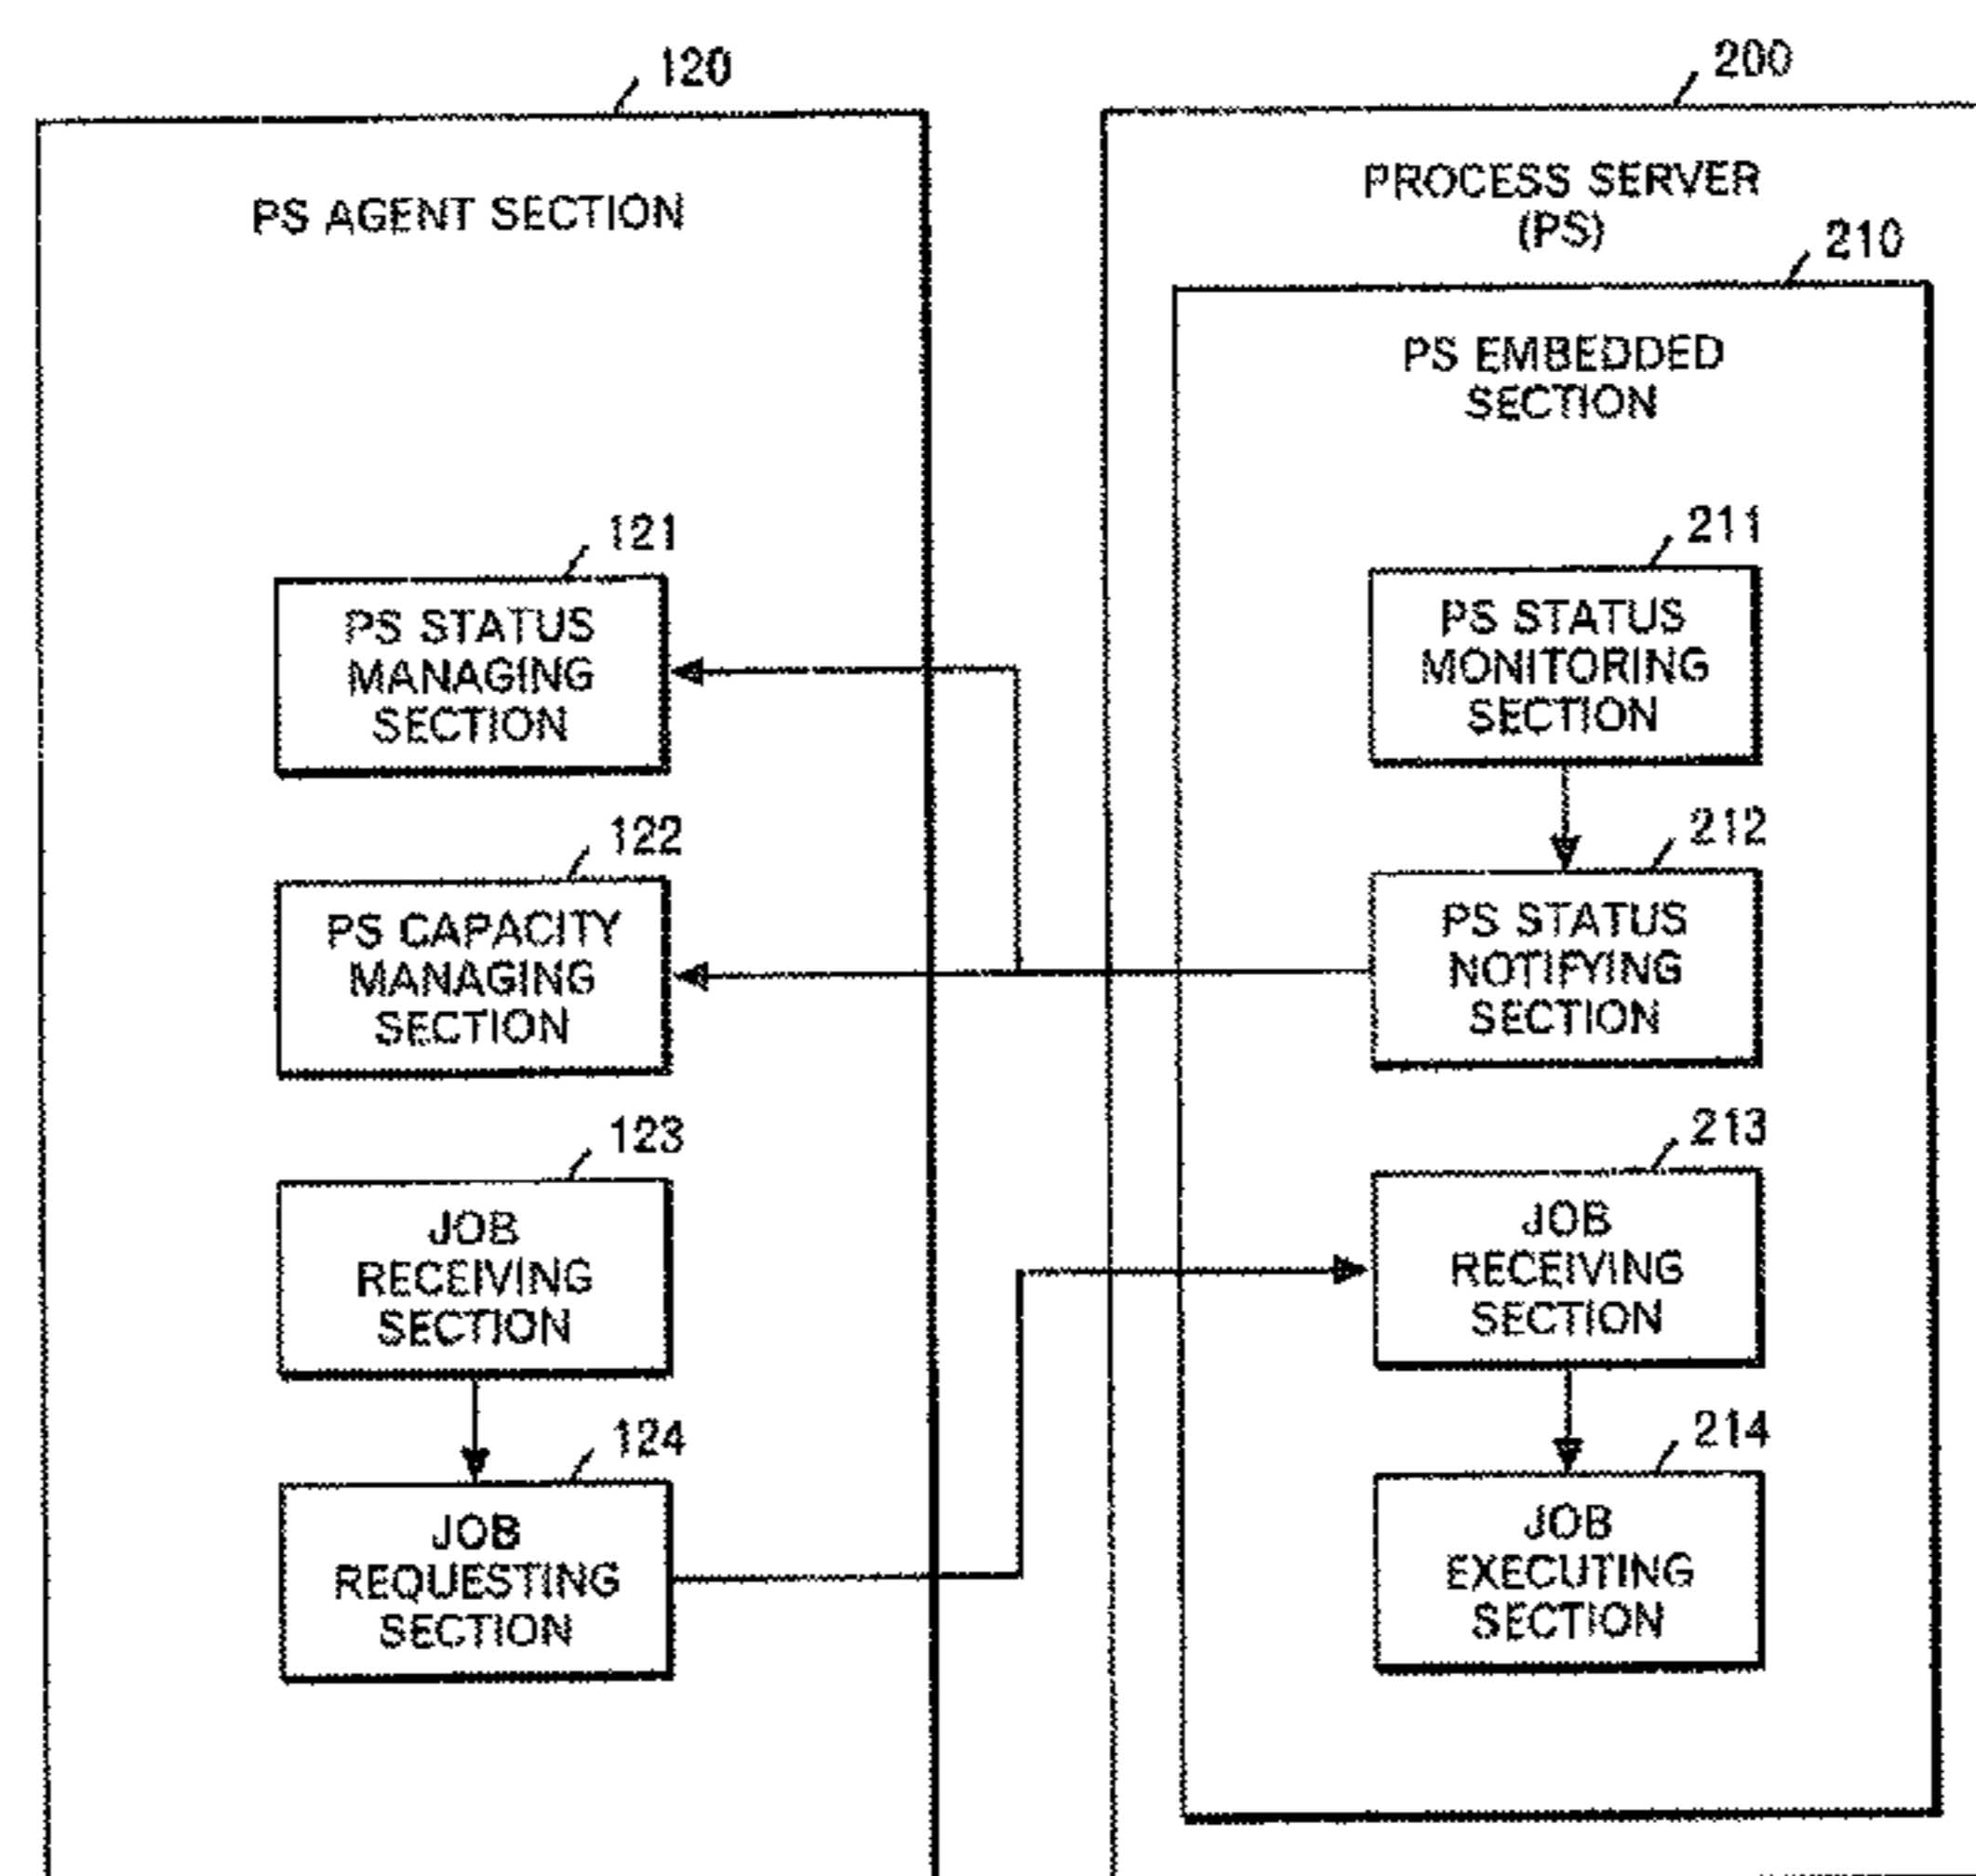 120
PS AGENT SECTION
121
PS STATUS
MANAGING
SECTION
122
PS CAPACITY
MANAGING
SECTION
123
JOB
RECEIVING
SECTION
124
JOB
REQUESTING
SECTION
200
PROCESS SERVER
(PS)
210
PS EMBEDDED
SECTION
211
PS STATUS
MONITORING
SECTION
212
PS STATUS
NOTIFYING
SECTION
213
JOB
RECEIVING
SECTION
214
JOB
EXECUTING
SECTION